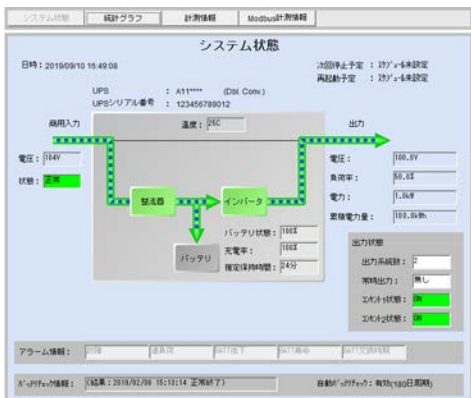 システム状態 統計グラフ 計測情報 Modbus計測情報
システム状態
日時：2019/09/10 16:49:08
次回停止予定 ：スケジュール未設定
再起動予定 ：スケジュール未設定
UPS ： A11**** (Dbl. Conv.)
UPSシリアル番号 ： 123456789012
商用入力
温度： 25C
出力
電圧： 104V
状態： 正常
整流器
インバータ
バッテリ
電圧： 100.0V
負荷率： 50.0%
電力： 1.0kW
累積電力量： 100.0kWh
バッテリ状態： 100%
充電率： 100%
推定保持時間： 24分
出力状態
出力系統数： 2
常時出力： 無し
コンセント1状態： ON
コンセント2状態： ON
アラーム情報： 故障 過負荷 BATT低下 BATT寿命 BATT交換時期
バッテリチェック情報： (結果：2019/02/06 15:13:14 正常終了)
自動バッテリチェック：有効(180日周期)